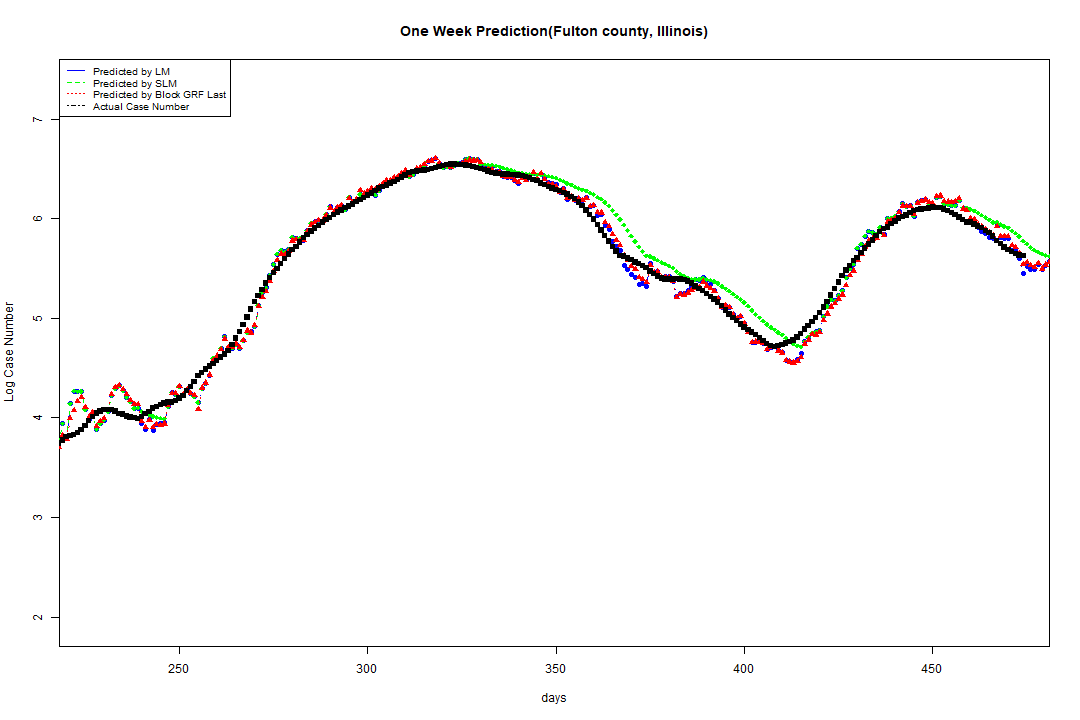 One Week Prediction(Fulton county, Illinois)
Predicted by LM
Predicted by SLM
Predicted by Block GRF Last
Actual Case Number
7
6
5
4
3
2
Log Case Number
250 300 350 400 450
days